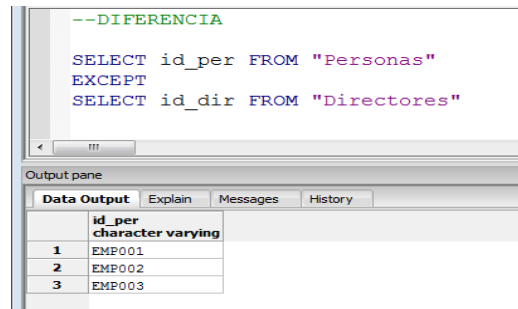 --DIFERENCIA
SELECT id_per FROM "Personas"
EXCEPT
SELECT id_dir FROM "Directores"
Output pane
Data Output Explain Messages History
id_per
character varying
1 EMP001
2 EMP002
3 EMP003